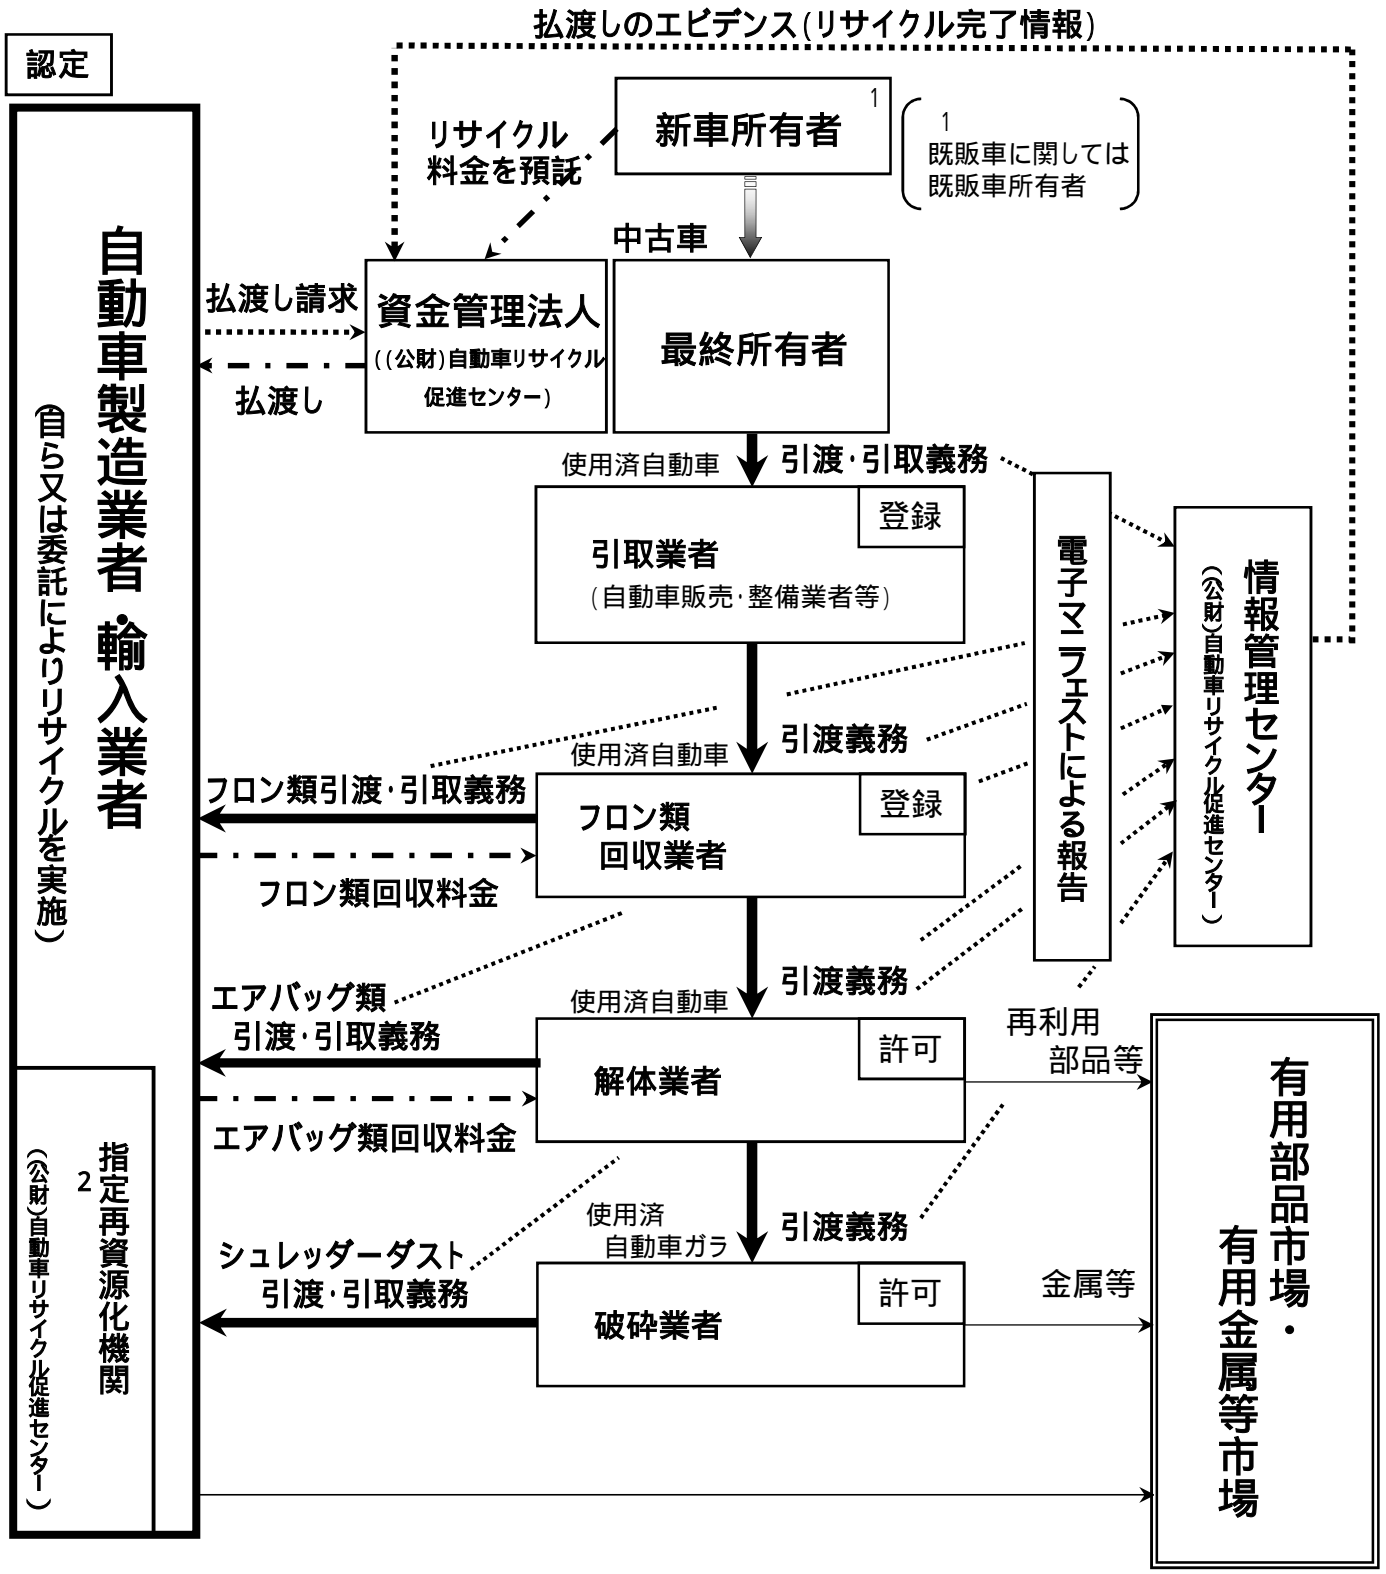 払渡しのエビデンス(リサイクル完了情報)
認定
新車所有者
1
1
既販車に関しては
既販車所有者
リサイクル
料金を預託
中古車
自動車製造業者・輸入業者
(自ら又は委託によりリサイクルを実施)
払渡し請求
払渡し
資金管理法人
((公財)自動車リサイクル
促進センター)
最終所有者
使用済自動車
引渡・引取義務
引取業者
(自動車販売・整備業者等)
登録
電子マニフェストによる報告
情報管理センター
((公財)自動車リサイクル促進センター)
使用済自動車
引渡義務
フロン類引渡・引取義務
フロン類
回収業者
登録
フロン類回収料金
使用済自動車
引渡義務
エアバッグ類
引渡・引取義務
解体業者
許可
再利用
部品等
エアバッグ類回収料金
使用済
自動車ガラ
引渡義務
シュレッダーダスト
引渡・引取義務
破砕業者
許可
金属等
指定再資源化機関
2
((公財)自動車リサイクル促進センター)
有用部品市場・
有用金属等市場